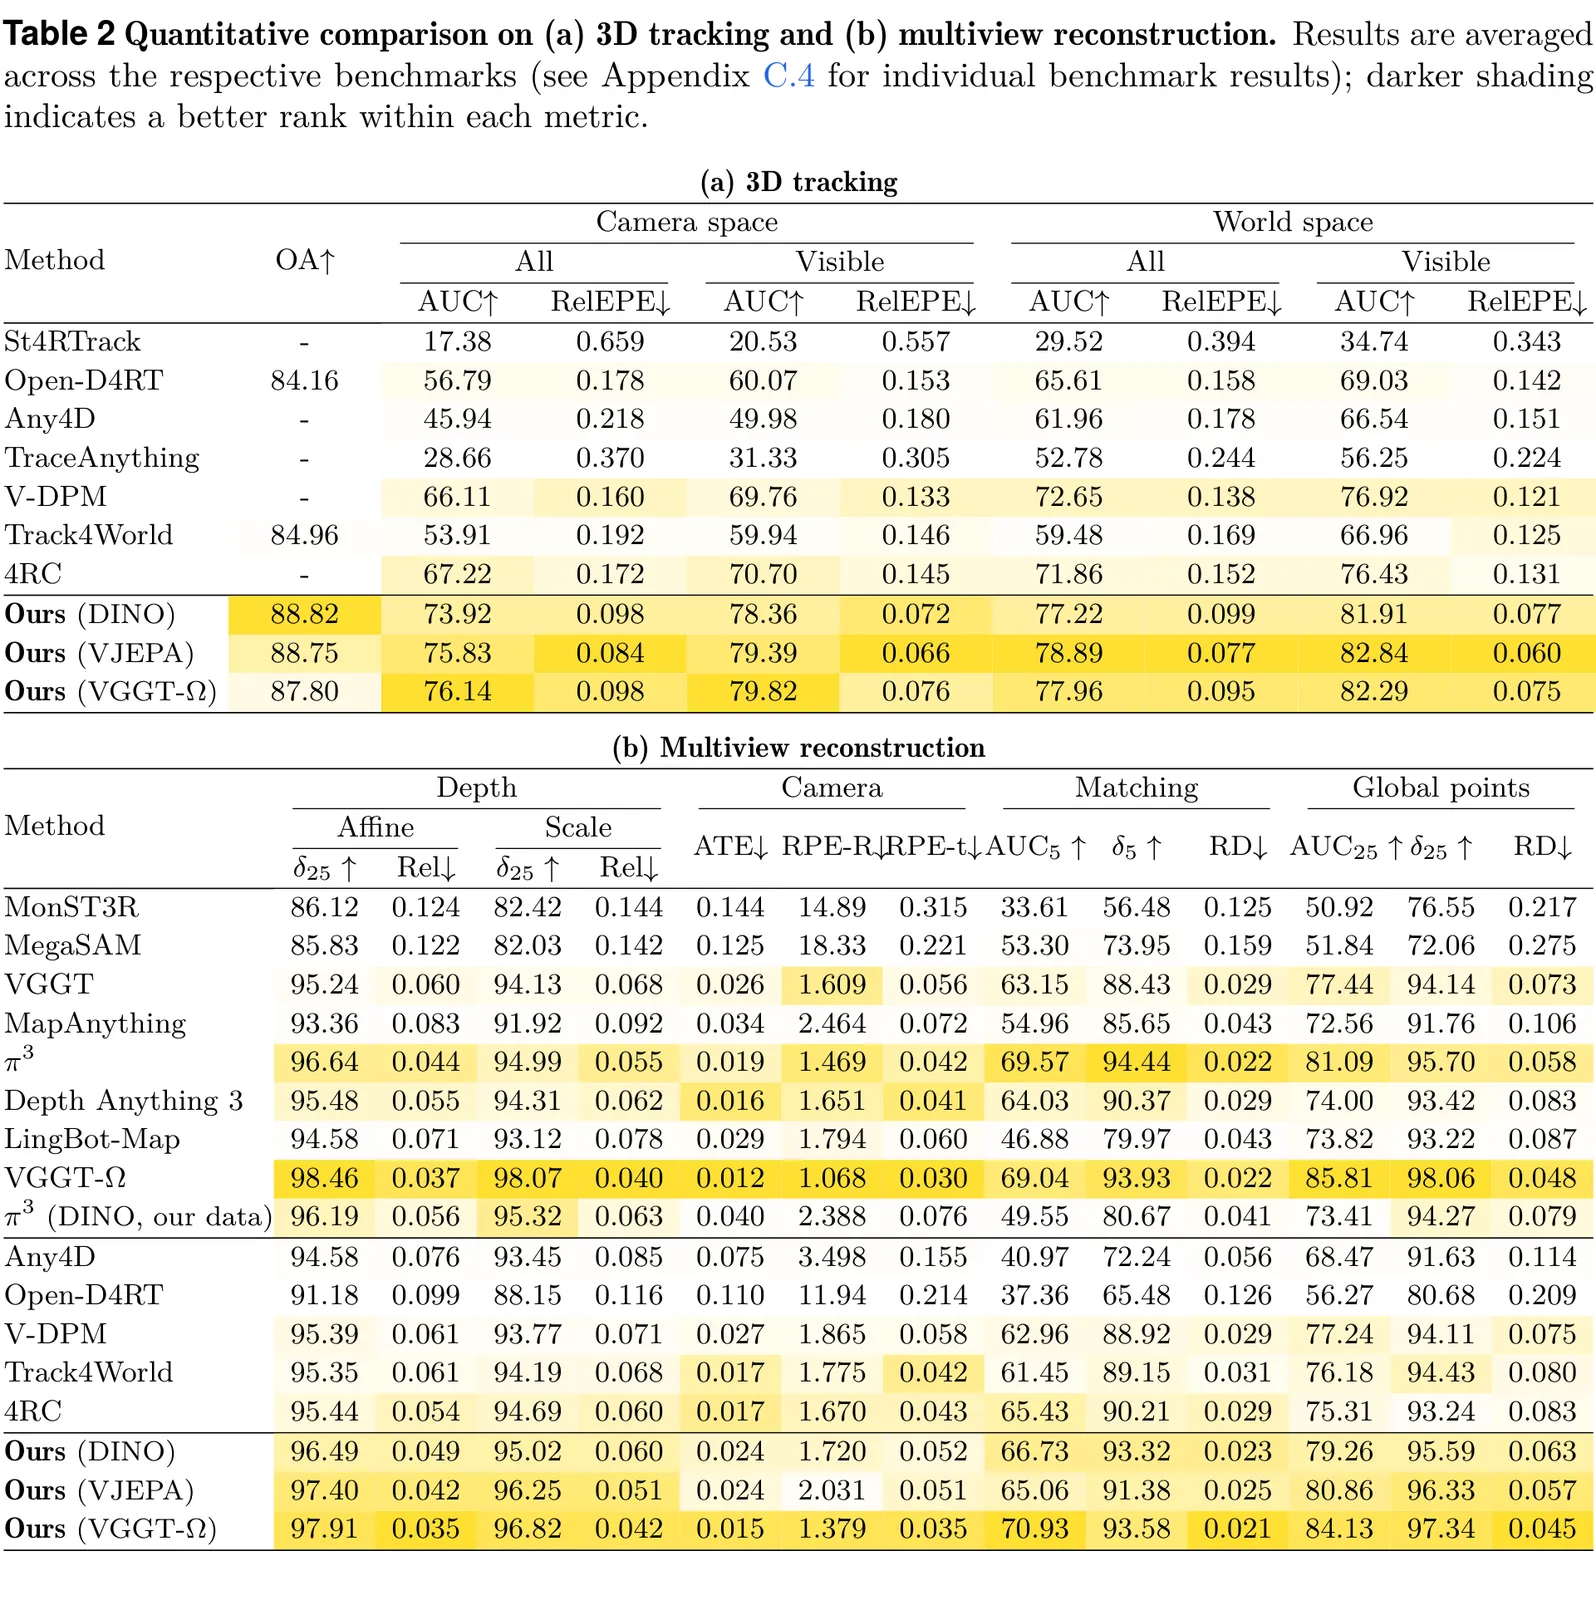 Table 2 Quantitative comparison on (a) 3D tracking and (b) multiview reconstruction. Results are averaged
across the respective benchmarks (see Appendix C.4 for individual benchmark results); darker shading
indicates a better rank within each metric.
(a) 3D tracking
Camera space World space
Method OA↑ All Visible All Visible
AUC↑ RelEPE↓ AUC↑ RelEPE↓ AUC↑ RelEPE↓ AUC↑ RelEPE↓
St4RTrack - 17.38 0.659 20.53 0.557 29.52 0.394 34.74 0.343
Open-D4RT 84.16 56.79 0.178 60.07 0.153 65.61 0.158 69.03 0.142
Any4D - 45.94 0.218 49.98 0.180 61.96 0.178 66.54 0.151
TraceAnything - 28.66 0.370 31.33 0.305 52.78 0.244 56.25 0.224
V-DPM - 66.11 0.160 69.76 0.133 72.65 0.138 76.92 0.121
Track4World 84.96 53.91 0.192 59.94 0.146 59.48 0.169 66.96 0.125
4RC - 67.22 0.172 70.70 0.145 71.86 0.152 76.43 0.131
Ours (DINO) 88.82 73.92 0.098 78.36 0.072 77.22 0.099 81.91 0.077
Ours (VJEPA) 88.75 75.83 0.084 79.39 0.066 78.89 0.077 82.84 0.060
Ours (VGGT-Ω) 87.80 76.14 0.098 79.82 0.076 77.96 0.095 82.29 0.075
(b) Multiview reconstruction
Depth Camera Matching Global points
Method Affine Scale ATE↓ RPE-R↓ RPE-t↓ AUC₅ ↑ δ₅ ↑ RD↓ AUC₂₅ ↑ δ₂₅ ↑ RD↓
δ₂₅ ↑ Rel↓ δ₂₅ ↑ Rel↓
MonST3R 86.12 0.124 82.42 0.144 0.144 14.89 0.315 33.61 56.48 0.125 50.92 76.55 0.217
MegaSAM 85.83 0.122 82.03 0.142 0.125 18.33 0.221 53.30 73.95 0.159 51.84 72.06 0.275
VGGT 95.24 0.060 94.13 0.068 0.026 1.609 0.056 63.15 88.43 0.029 77.44 94.14 0.073
MapAnything 93.36 0.083 91.92 0.092 0.034 2.464 0.072 54.96 85.65 0.043 72.56 91.76 0.106
π³ 96.64 0.044 94.99 0.055 0.019 1.469 0.042 69.57 94.44 0.022 81.09 95.70 0.058
Depth Anything 3 95.48 0.055 94.31 0.062 0.016 1.651 0.041 64.03 90.37 0.029 74.00 93.42 0.083
LingBot-Map 94.58 0.071 93.12 0.078 0.029 1.794 0.060 46.88 79.97 0.043 73.82 93.22 0.087
VGGT-Ω 98.46 0.037 98.07 0.040 0.012 1.068 0.030 69.04 93.93 0.022 85.81 98.06 0.048
π³ (DINO, our data) 96.19 0.056 95.32 0.063 0.040 2.388 0.076 49.55 80.67 0.041 73.41 94.27 0.079
Any4D 94.58 0.076 93.45 0.085 0.075 3.498 0.155 40.97 72.24 0.056 68.47 91.63 0.114
Open-D4RT 91.18 0.099 88.15 0.116 0.110 11.94 0.214 37.36 65.48 0.126 56.27 80.68 0.209
V-DPM 95.39 0.061 93.77 0.071 0.027 1.865 0.058 62.96 88.92 0.029 77.24 94.11 0.075
Track4World 95.35 0.061 94.19 0.068 0.017 1.775 0.042 61.45 89.15 0.031 76.18 94.43 0.080
4RC 95.44 0.054 94.69 0.060 0.017 1.670 0.043 65.43 90.21 0.029 75.31 93.24 0.083
Ours (DINO) 96.49 0.049 95.02 0.060 0.024 1.720 0.052 66.73 93.32 0.023 79.26 95.59 0.063
Ours (VJEPA) 97.40 0.042 96.25 0.051 0.024 2.031 0.051 65.06 91.38 0.025 80.86 96.33 0.057
Ours (VGGT-Ω) 97.91 0.035 96.82 0.042 0.015 1.379 0.035 70.93 93.58 0.021 84.13 97.34 0.045